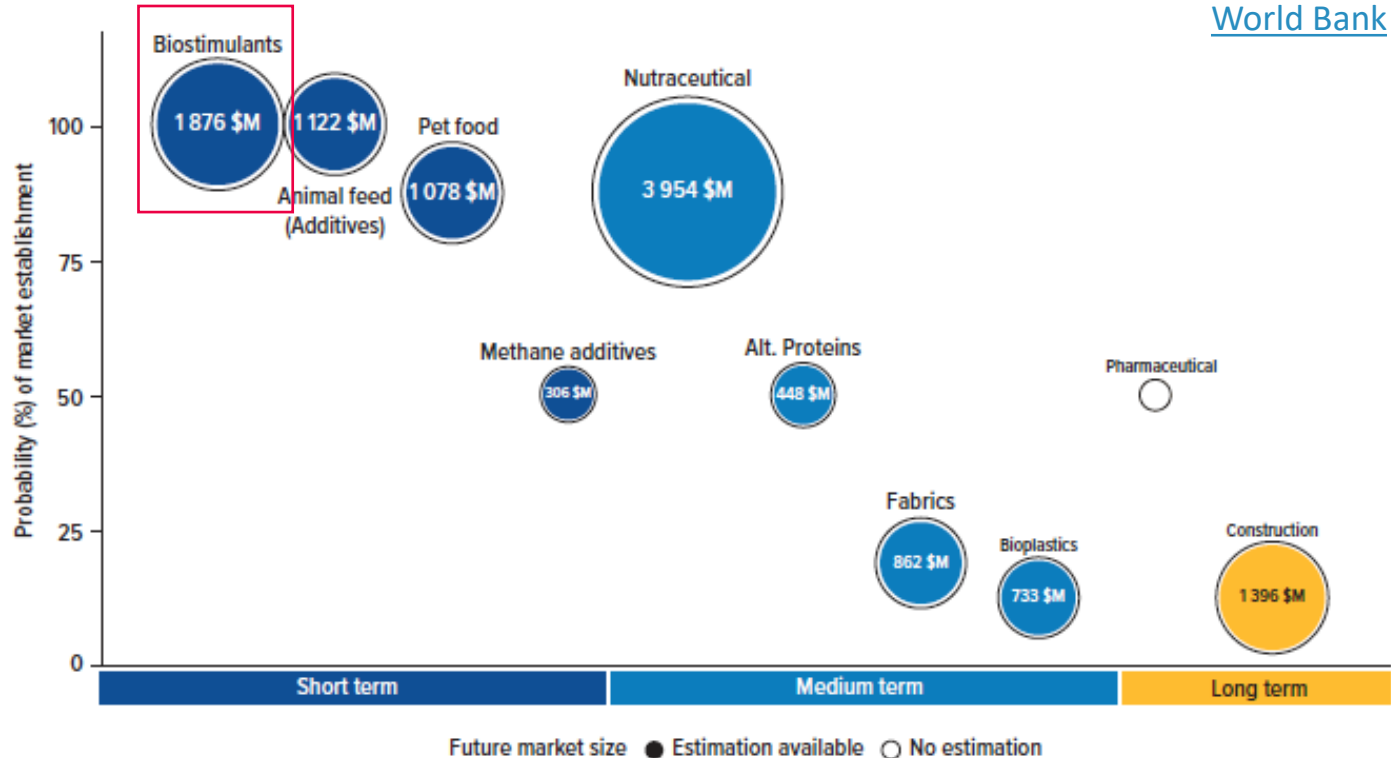 World Bank
Biostimulants
1 876 $M
1 122 $M
Animal feed
(Additives)
Pet food
1 078 $M
Nutraceutical
3 954 $M
Methane additives
306 $M
Alt. Proteins
448 $M
Pharmaceutical
Fabrics
862 $M
Bioplastics
733 $M
Construction
1 396 $M
Probability (%) of market establishment
100
75
50
25
0
Short term
Medium term
Long term
Future market size Estimation available No estimation